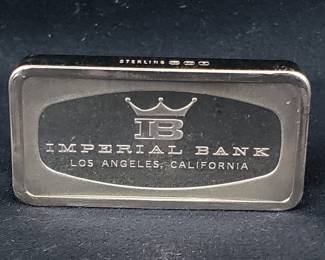 STERLING
IB
IMPERIAL BANK
LOS ANGELES, CALIFORNIA